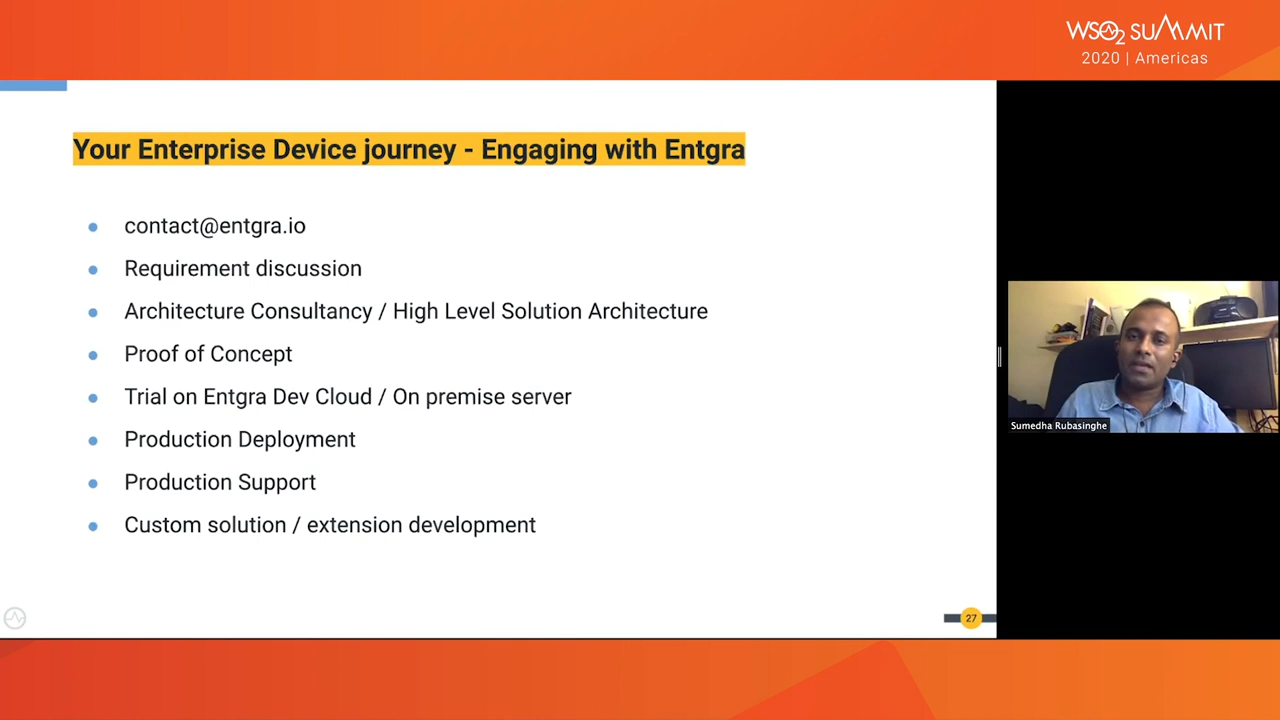 WSO2 SUMMIT
2020 | Americas
Your Enterprise Device journey - Engaging with Entgra
contact@entgra.io
Requirement discussion
Architecture Consultancy / High Level Solution Architecture
Proof of Concept
Trial on Entgra Dev Cloud / On premise server
Production Deployment
Production Support
Custom solution / extension development
27
Sumedha Rubasinghe